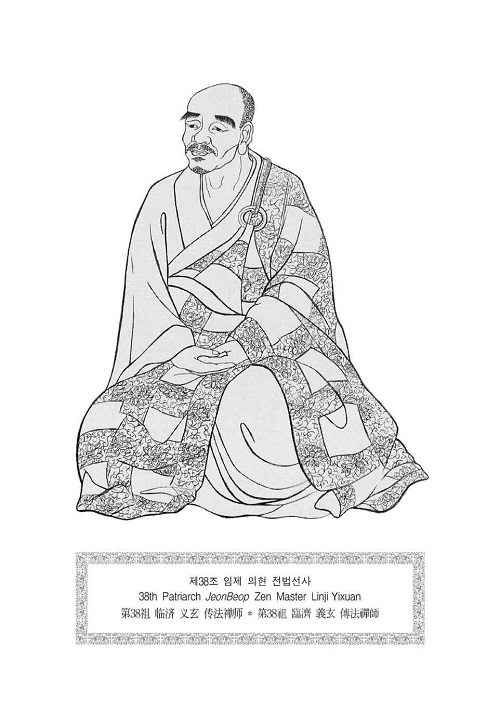 제38조 임제 의현 전법선사
38th Patriarch JeonBeop Zen Master Linji Yixuan
第38祖 临济 义玄 传法禅师 * 第38祖 臨濟 義玄 傳法禪師